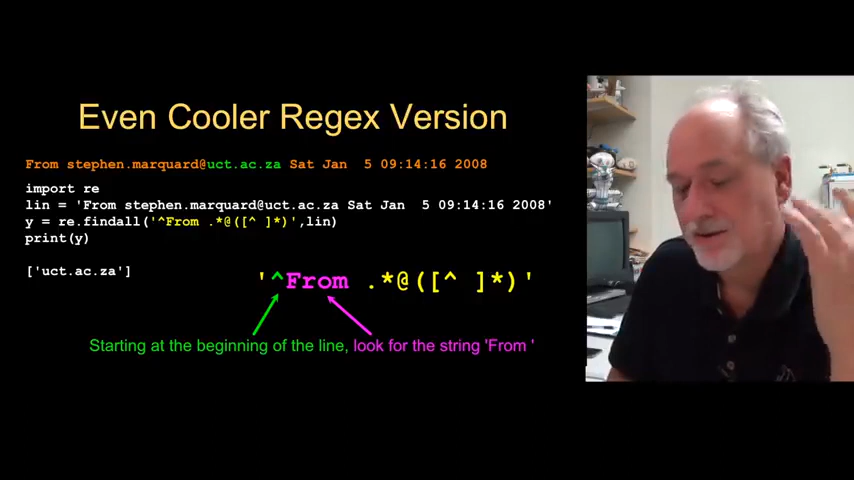 Even Cooler Regex Version
From stephen.marquard@uct.ac.za Sat Jan  5 09:14:16 2008
import re
lin = 'From stephen.marquard@uct.ac.za Sat Jan  5 09:14:16 2008'
y = re.findall('^From .*@([^ ]*)',lin)
print(y)
['uct.ac.za']
'^From .*@([^ ]*)'
Starting at the beginning of the line, look for the string 'From '